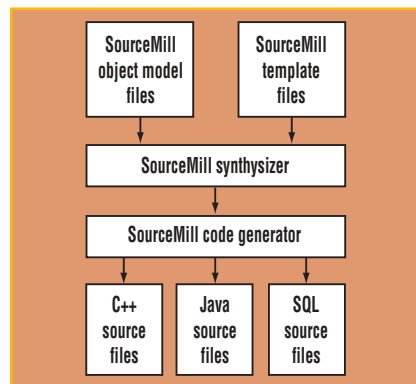 SourceMill
object model
files
SourceMill
template
files
SourceMill synthysizer
SourceMill code generator
C++
source
files
Java
source
files
SQL
source
files